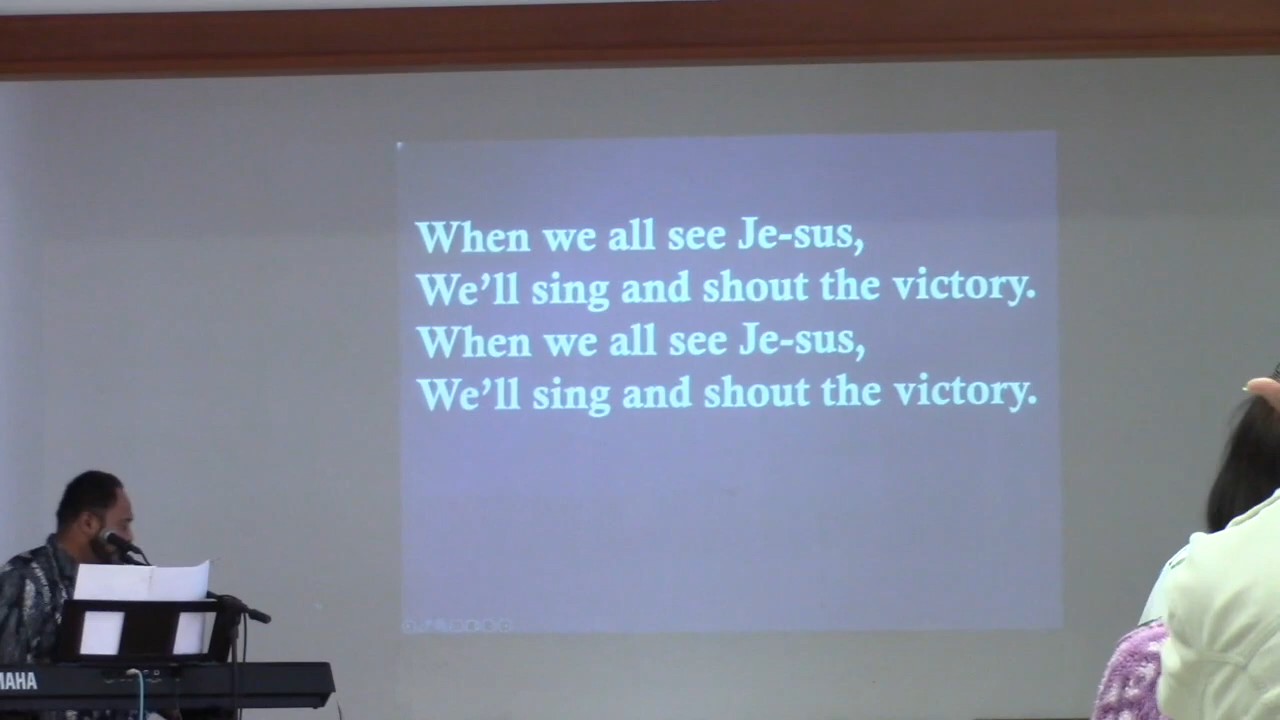 When we all see Je-sus,
We'll sing and shout the victory.
When we all see Je-sus,
We'll sing and shout the victory.
MAHA